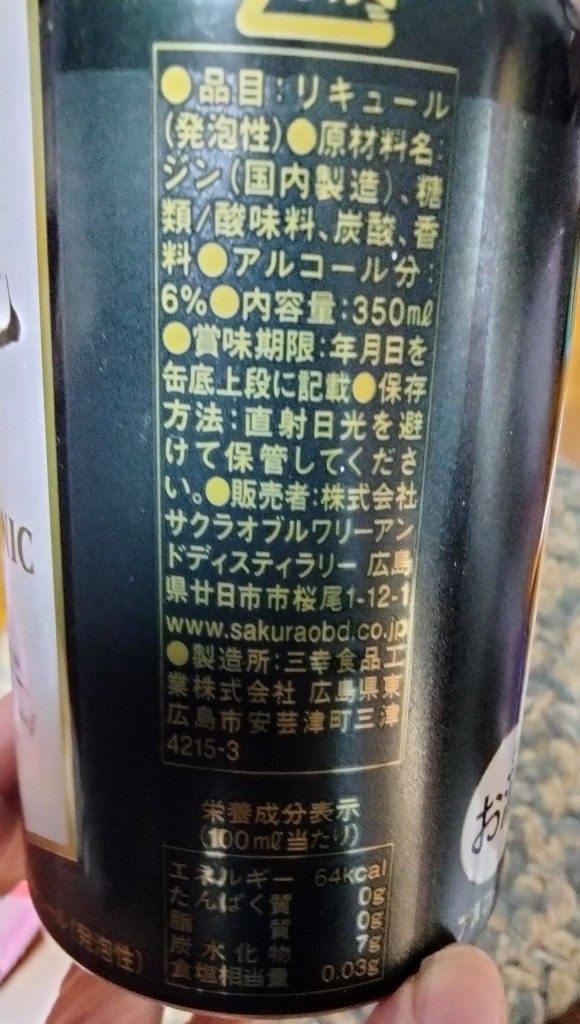 ●品目：リキュール
(発泡性)●原材料名：
ジン(国内製造)、糖
類/酸味料、炭酸、香
料●アルコール分：
6%●内容量：350mℓ
●賞味期限：年月日を
缶底上段に記載●保存
方法：直射日光を避
けて保管してくださ
い。●販売者：株式会社
サクラオブルワリーアン
ドディスティラリー 広島
県廿日市市桜尾1-12-1
www.sakuraobd.co.jp
●製造所：三幸食品工
業株式会社 広島県東
広島市安芸津町三津
4215-3
栄養成分表示
(100mℓ当たり)
エネルギー 64kcal
たんぱく質 0g
脂質 0g
炭水化物 7g
食塩相当量 0.03g
NIC
ール(発泡性)
お